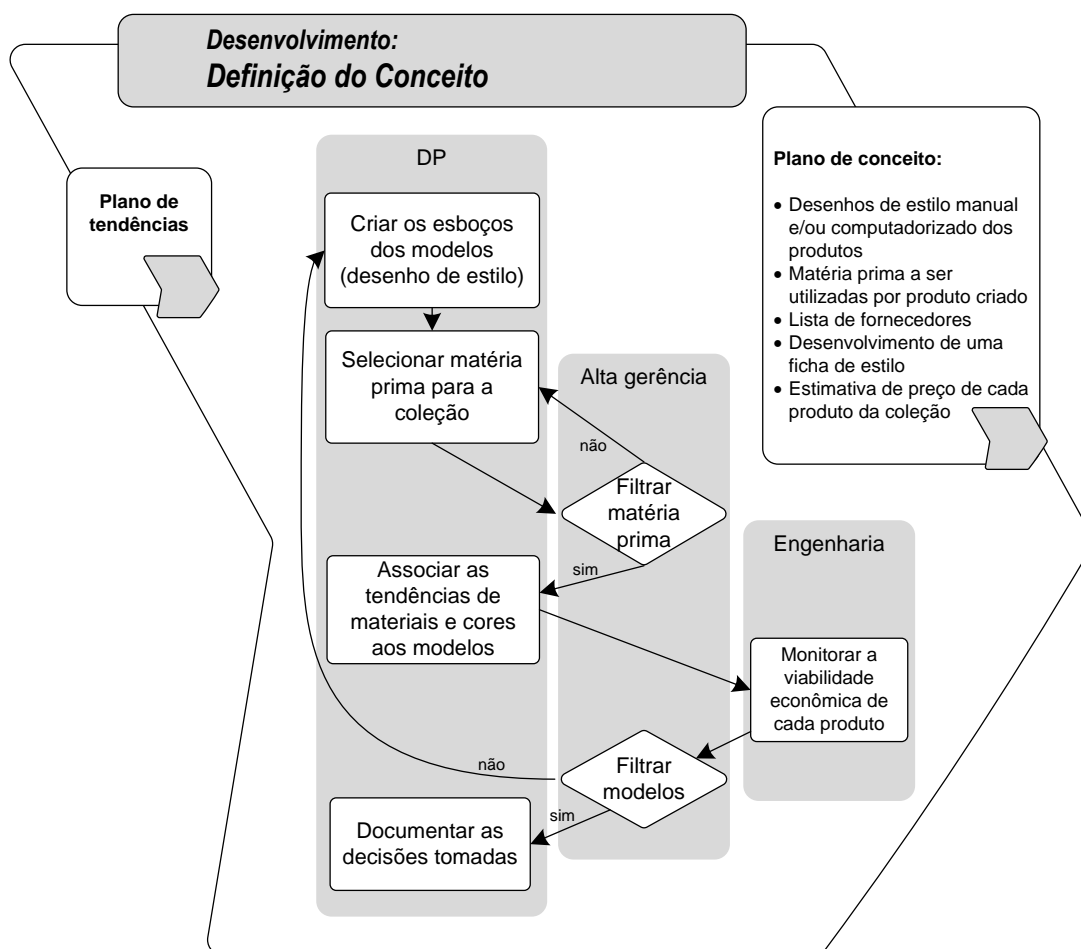 Desenvolvimento:
Definição do Conceito
Plano de
tendências
DP
Criar os esboços
dos modelos
(desenho de estilo)
Selecionar matéria
prima para a
coleção
Alta gerência
não
Filtrar
matéria
prima
sim
Associar as
tendências de
materiais e cores
aos modelos
Engenharia
Monitorar a
viabilidade
econômica de
cada produto
não
Filtrar
modelos
sim
Documentar as
decisões tomadas
Plano de conceito:
• Desenhos de estilo manual
e/ou computadorizado dos
produtos
• Matéria prima a ser
utilizadas por produto criado
• Lista de fornecedores
• Desenvolvimento de uma
ficha de estilo
• Estimativa de preço de cada
produto da coleção